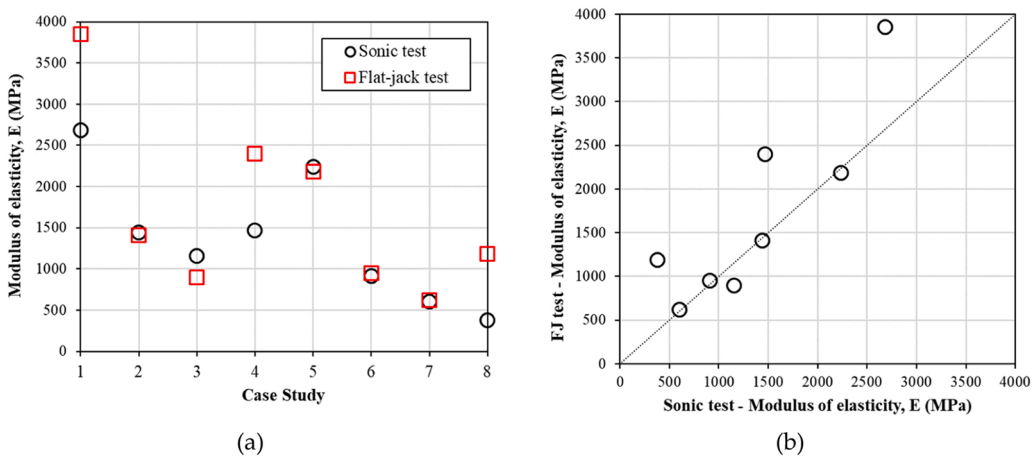 4000
3500
3000
2500
2000
1500
1000
500
0
1 2 3 4 5 6 7 8
Modulus of elasticity, E (MPa)
Case Study
Sonic test
Flat-jack test
(a)
4000
3500
3000
2500
2000
1500
1000
500
0
0 500 1000 1500 2000 2500 3000 3500 4000
FJ test - Modulus of elasticity, E (MPa)
Sonic test - Modulus of elasticity, E (MPa)
(b)